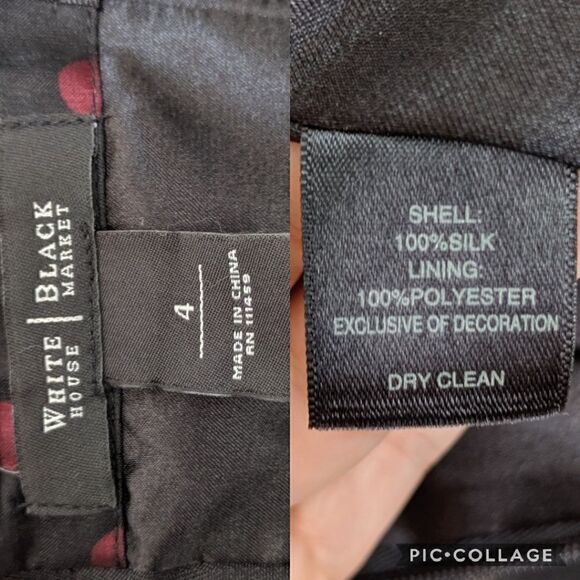 WHITE | BLACK
HOUSE | MARKET
4
MADE IN CHINA
RN 111459
SHELL:
100%SILK
LINING:
100%POLYESTER
EXCLUSIVE OF DECORATION
DRY CLEAN
PIC•COLLAGE